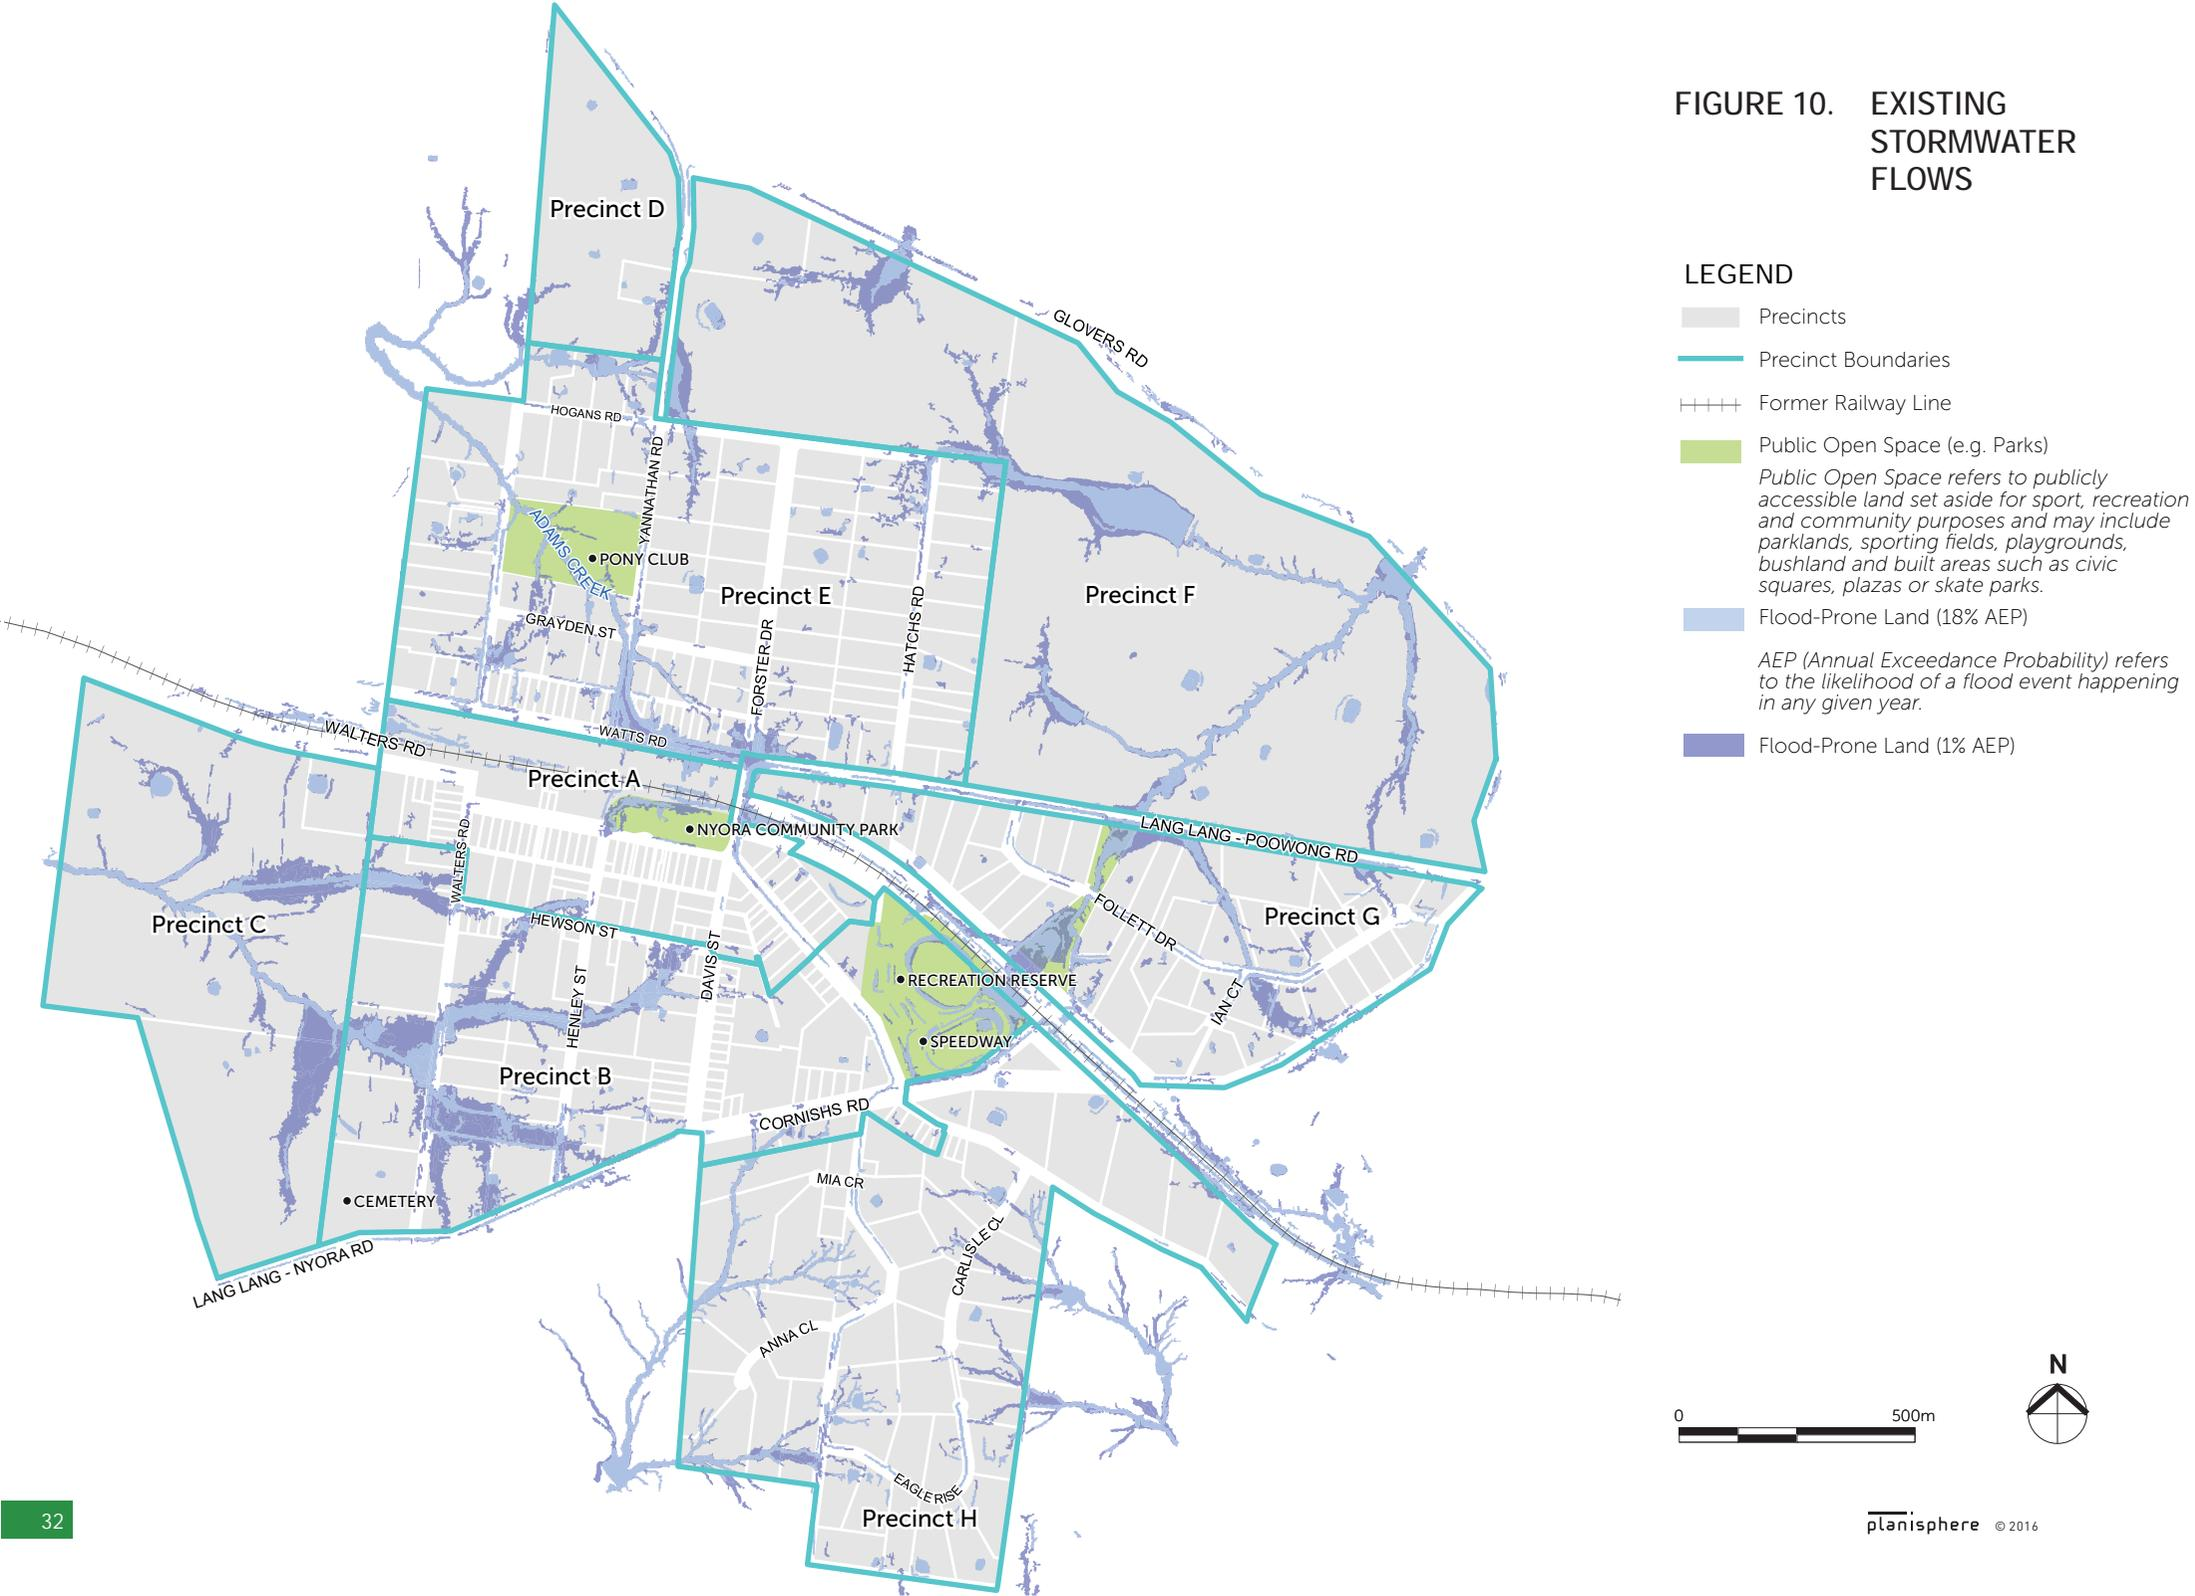 FIGURE 10. EXISTING
STORMWATER
FLOWS
LEGEND
Precincts
Precinct Boundaries
Former Railway Line
Public Open Space (e.g. Parks)
Public Open Space refers to publicly
accessible land set aside for sport, recreation
and community purposes and may include
parklands, sporting fields, playgrounds,
bushland and built areas such as civic
squares, plazas or skate parks.
Flood-Prone Land (18% AEP)
AEP (Annual Exceedance Probability) refers
to the likelihood of a flood event happening
in any given year.
Flood-Prone Land (1% AEP)
Precinct D
GLOVERS RD
HOGANS RD
YANNATHAN RD
ADAMS CREEK
PONY CLUB
Precinct E
Precinct F
GRAYDEN ST
HATCHS RD
FORSTER DR
WALTERS RD
WATTS RD
Precinct A
NYORA COMMUNITY PARK
LANG LANG - POOWONG RD
WALTERS RD
Precinct C
HEWSON ST
FOLLETT DR
Precinct G
DAVIS ST
RECREATION RESERVE
HENLEY ST
IAN CT
SPEEDWAY
Precinct B
CORNISHS RD
MIA CR
CEMETERY
CARLISLE CL
LANG LANG - NYORA RD
ANNA CL
EAGLE RISE
Precinct H
N
0 500m
32
planisphere © 2016